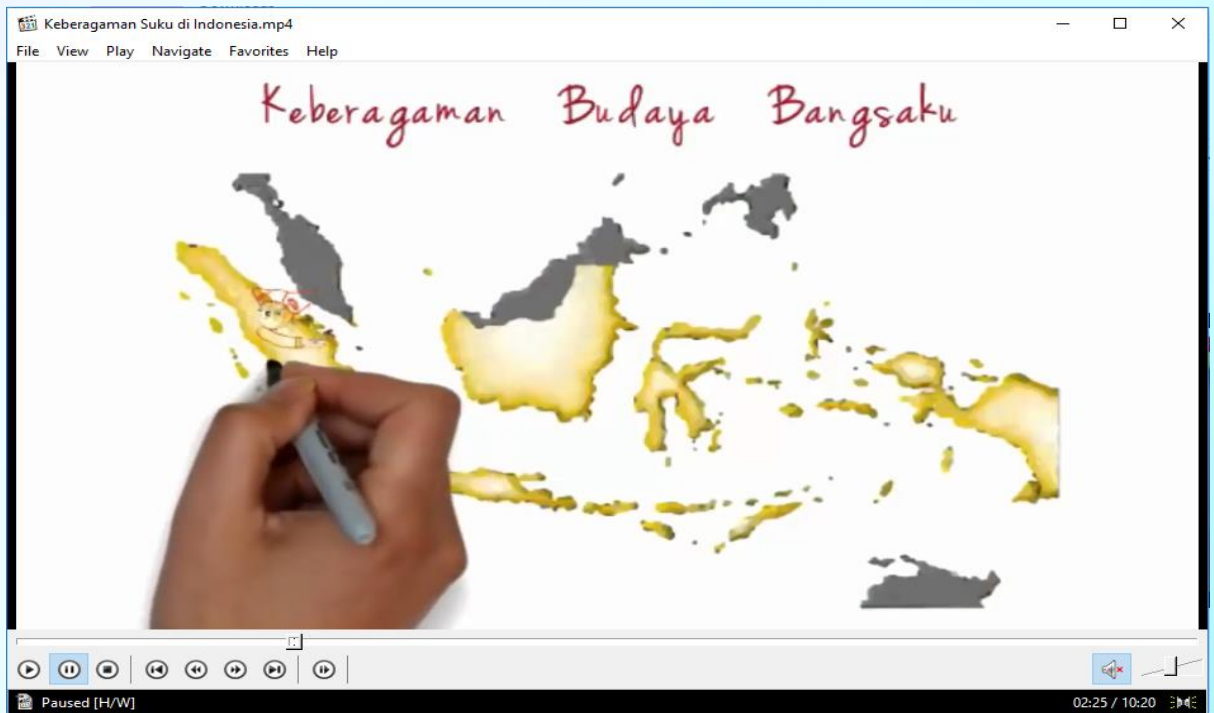 Keberagaman Suku di Indonesia.mp4
File View Play Navigate Favorites Help
Keberagaman Budaya Bangsaku
Paused [H/W]
02:25 / 10:20